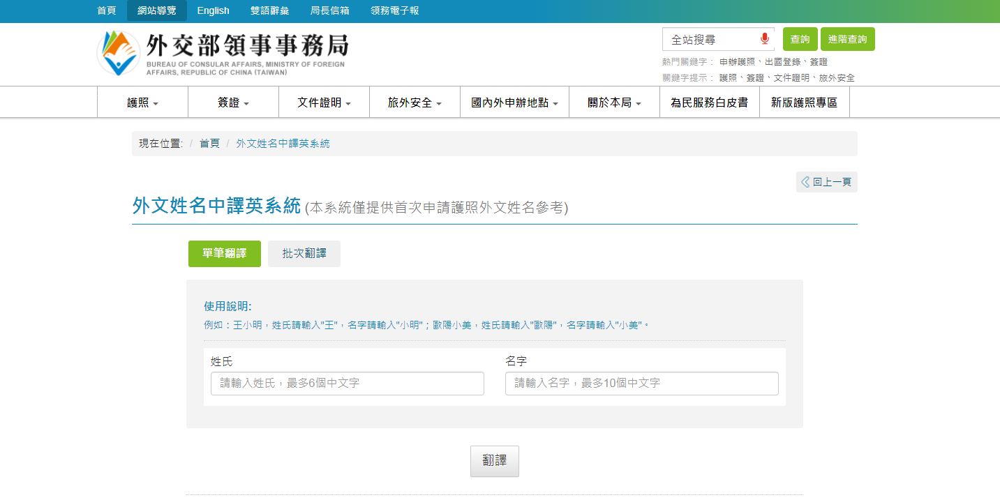 首頁 網站導覽 English 雙語辭彙 局長信箱 領務電子報
外交部領事事務局
BUREAU OF CONSULAR AFFAIRS, MINISTRY OF FOREIGN
AFFAIRS, REPUBLIC OF CHINA (TAIWAN)
全站搜尋 查詢 進階查詢
熱門關鍵字： 申辦護照、出國登錄、簽證
關鍵字提示： 護照、簽證、文件證明、旅外安全
護照 簽證 文件證明 旅外安全 國內外申辦地點 關於本局 為民服務白皮書 新版護照專區
現在位置: / 首頁 / 外文姓名中譯英系統
回上一頁
外文姓名中譯英系統 (本系統僅提供首次申請護照外文姓名參考)
單筆翻譯 批次翻譯
使用說明:
例如：王小明，姓氏請輸入"王"，名字請輸入"小明"；歐陽小美，姓氏請輸入"歐陽"，名字請輸入"小美"。
姓氏 名字
請輸入姓氏，最多6個中文字 請輸入名字，最多10個中文字
翻譯